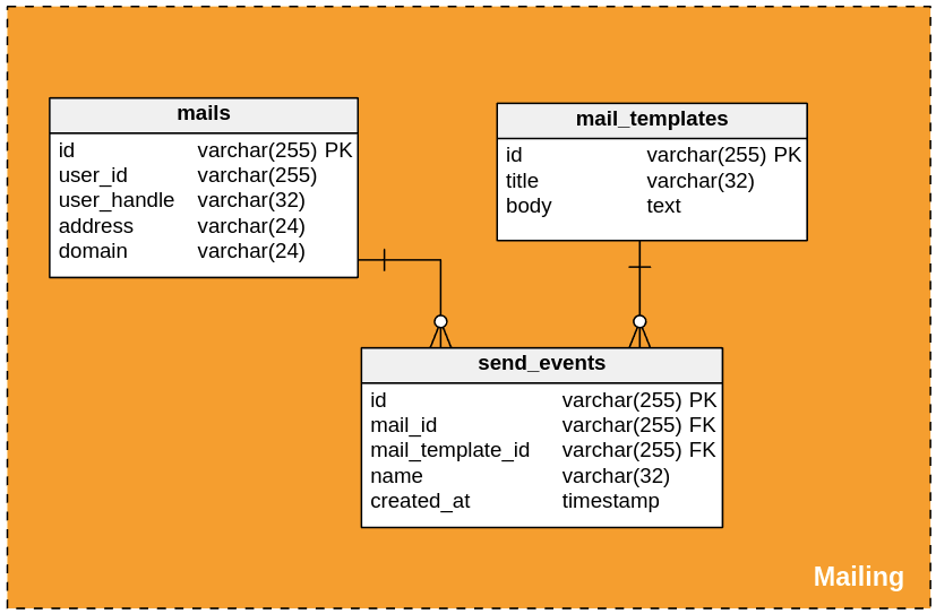 mails
id varchar(255) PK
user_id varchar(255)
user_handle varchar(32)
address varchar(24)
domain varchar(24)
mail_templates
id varchar(255) PK
title varchar(32)
body text
send_events
id varchar(255) PK
mail_id varchar(255) FK
mail_template_id varchar(255) FK
name varchar(32)
created_at timestamp
Mailing